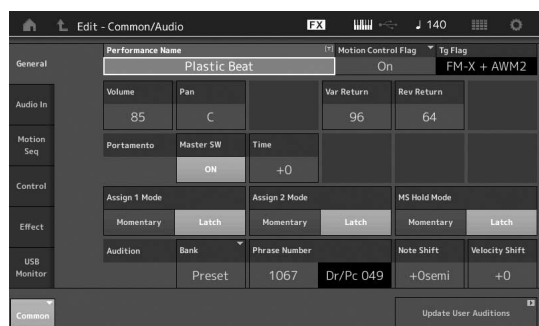 Edit - Common/Audio FX 140
General
Performance Name
Plastic Beat
Motion Control Flag
On
Tg Flag
FM-X + AWM2
Audio In
Volume
85
Pan
C
Var Return
96
Rev Return
64
Motion
Seq
Portamento
Master SW
ON
Time
+0
Control
Assign 1 Mode
Momentary Latch
Assign 2 Mode
Momentary Latch
MS Hold Mode
Momentary Latch
Effect
USB
Monitor
Audition
Bank
Preset
Phrase Number
1067 Dr/Pc 049
Note Shift
+0semi
Velocity Shift
+0
Common
Update User Auditions